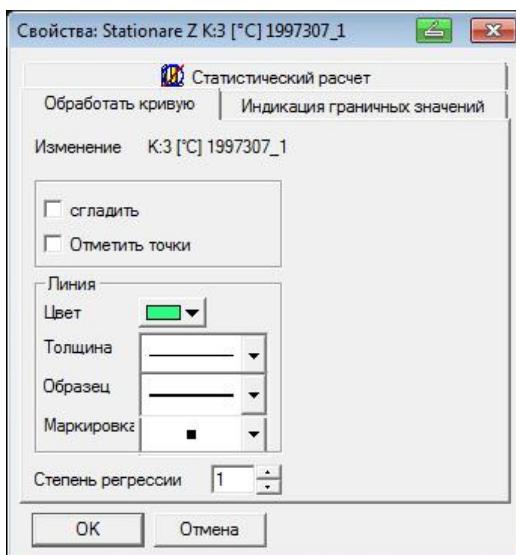 Свойства: Stationare Z K:3 [°C] 1997307_1
Статистический расчет
Обработать кривую
Индикация граничных значений
Изменение K:3 [°C] 1997307_1
сгладить
Отметить точки
Линия
Цвет
Толщина
Образец
Маркировка
Степень регрессии 1
OK
Отмена